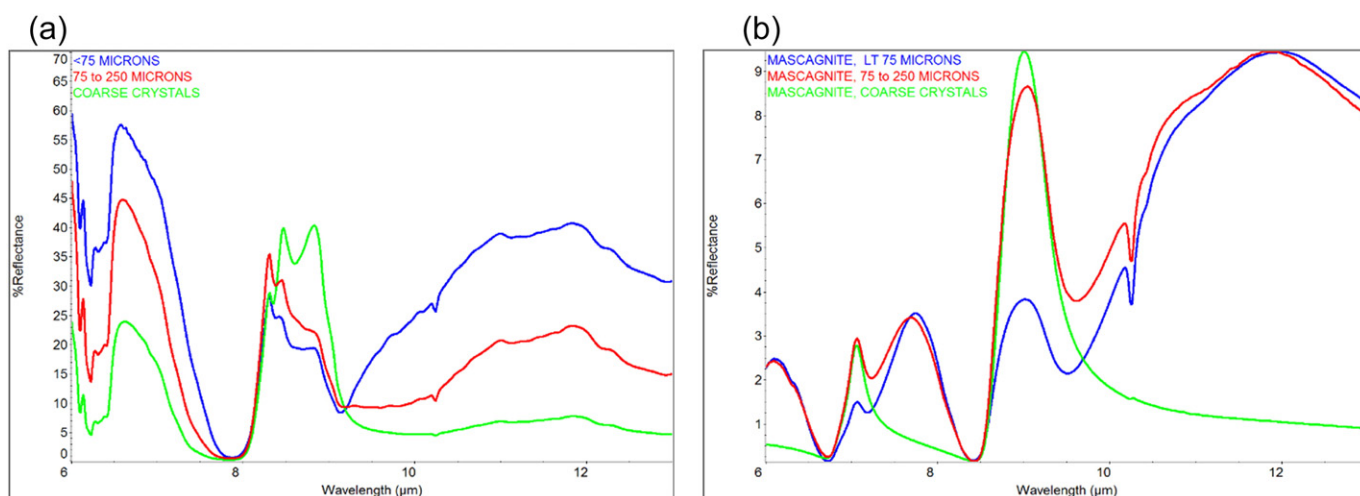 (a)
70
65
60
55
50
45
40
35
30
25
20
15
10
5
0
%Reflectance
<75 MICRONS
75 to 250 MICRONS
COARSE CRYSTALS
6 8 10 12
Wavelength (μm)
(b)
9
8
7
6
5
4
3
2
1
%Reflectance
MASCAGNITE, LT 75 MICRONS
MASCAGNITE, 75 to 250 MICRONS
MASCAGNITE, COARSE CRYSTALS
6 8 10 12
Wavelength (μm)